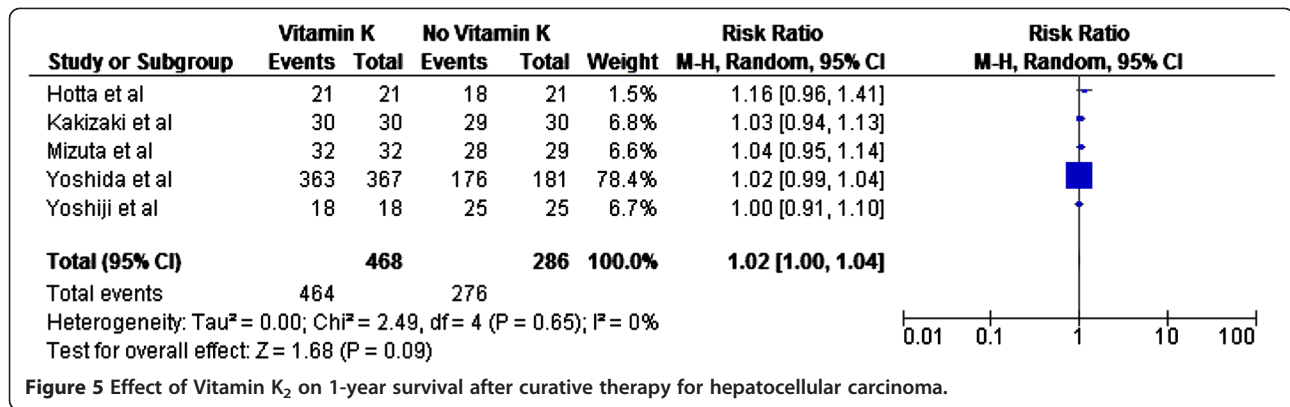 Vitamin K No Vitamin K Risk Ratio Risk Ratio
Study or Subgroup Events Total Events Total Weight M-H, Random, 95% CI M-H, Random, 95% CI
Hotta et al 21 21 18 21 1.5% 1.16 [0.96, 1.41]
Kakizaki et al 30 30 29 30 6.8% 1.03 [0.94, 1.13]
Mizuta et al 32 32 28 29 6.6% 1.04 [0.95, 1.14]
Yoshida et al 363 367 176 181 78.4% 1.02 [0.99, 1.04]
Yoshiji et al 18 18 25 25 6.7% 1.00 [0.91, 1.10]
Total (95% CI) 468 286 100.0% 1.02 [1.00, 1.04]
Total events 464 276
Heterogeneity: Tau² = 0.00; Chi² = 2.49, df = 4 (P = 0.65); I² = 0%
Test for overall effect: Z = 1.68 (P = 0.09)
0.01 0.1 1 10 100
Figure 5 Effect of Vitamin K₂ on 1-year survival after curative therapy for hepatocellular carcinoma.